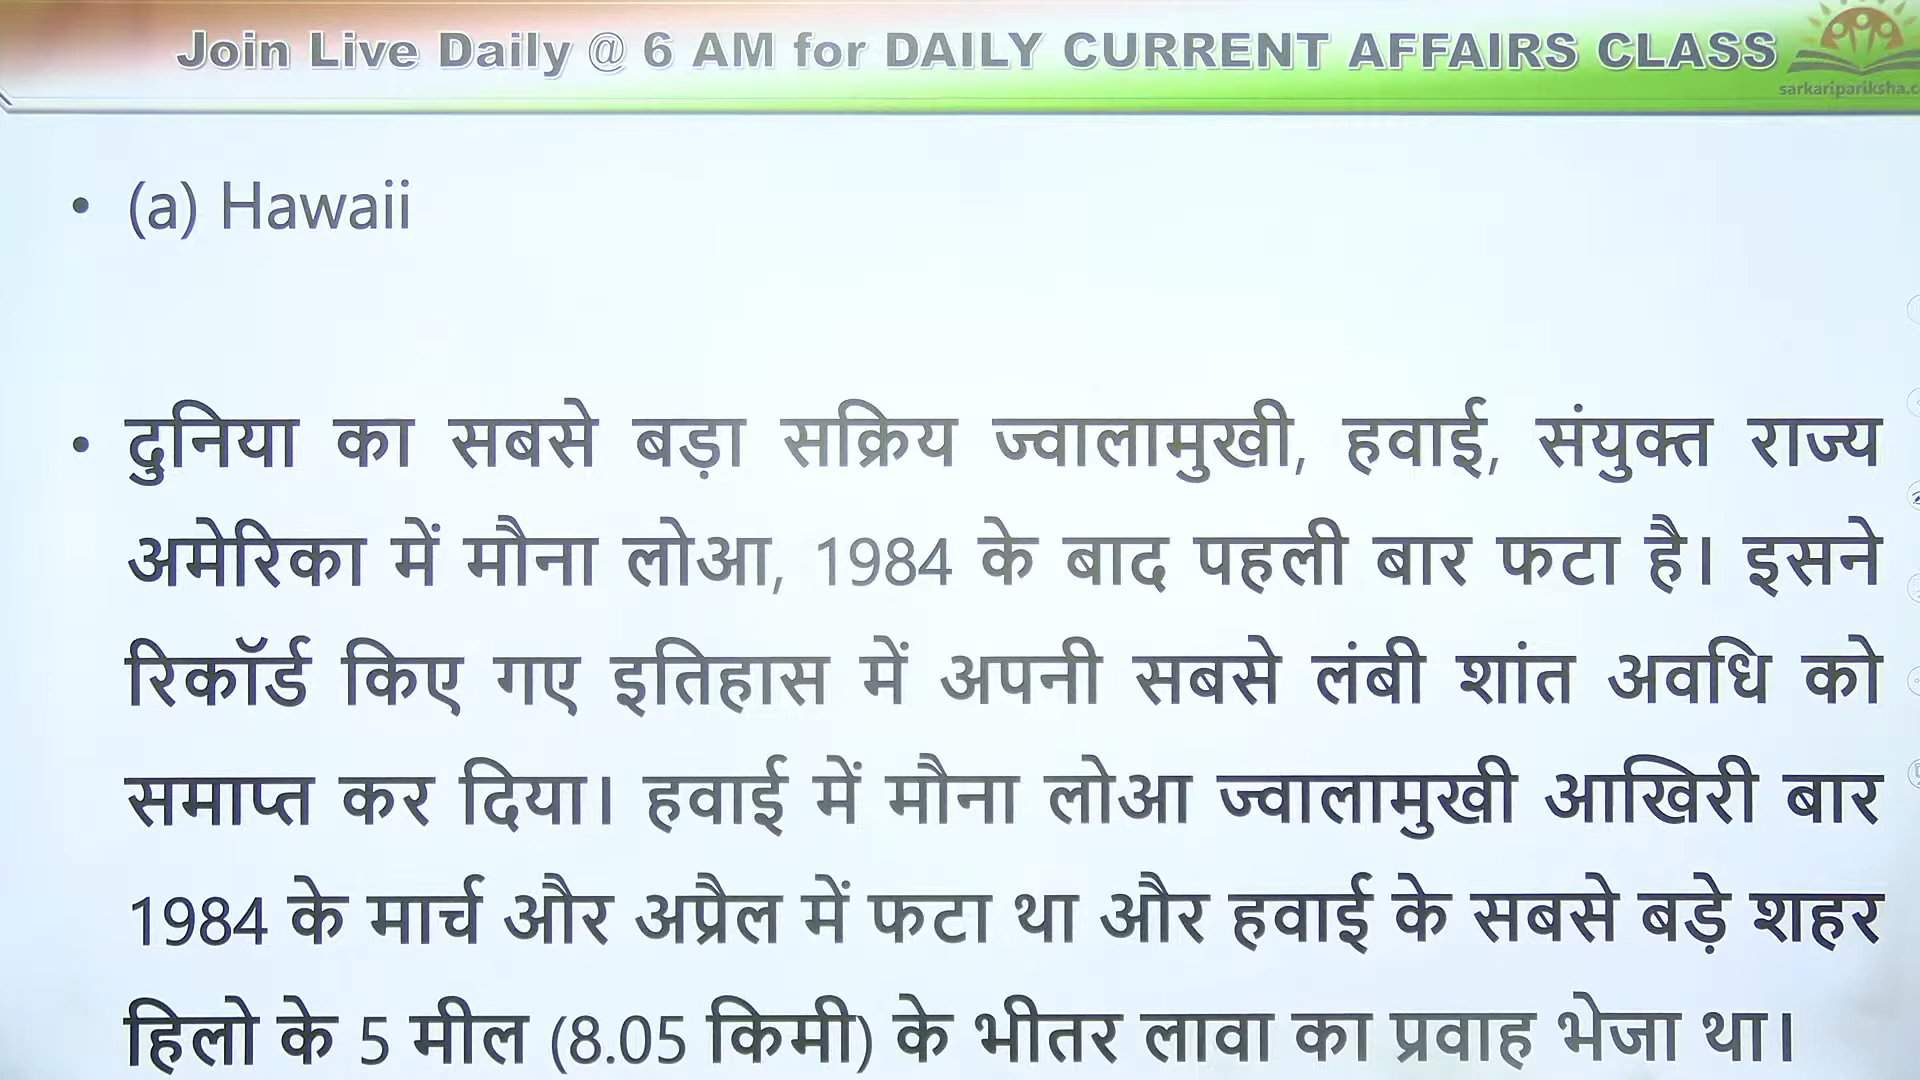 Join Live Daily @ 6 AM for DAILY CURRENT AFFAIRS CLASS
sarkaripariksha.c
• (a) Hawaii
• दुनिया का सबसे बड़ा सक्रिय ज्वालामुखी, हवाई, संयुक्त राज्य
अमेरिका में मौना लोआ, 1984 के बाद पहली बार फटा है। इसने
रिकॉर्ड किए गए इतिहास में अपनी सबसे लंबी शांत अवधि को
समाप्त कर दिया। हवाई में मौना लोआ ज्वालामुखी आखिरी बार
1984 के मार्च और अप्रैल में फटा था और हवाई के सबसे बड़े शहर
हिलो के 5 मील (8.05 किमी) के भीतर लावा का प्रवाह भेजा था।